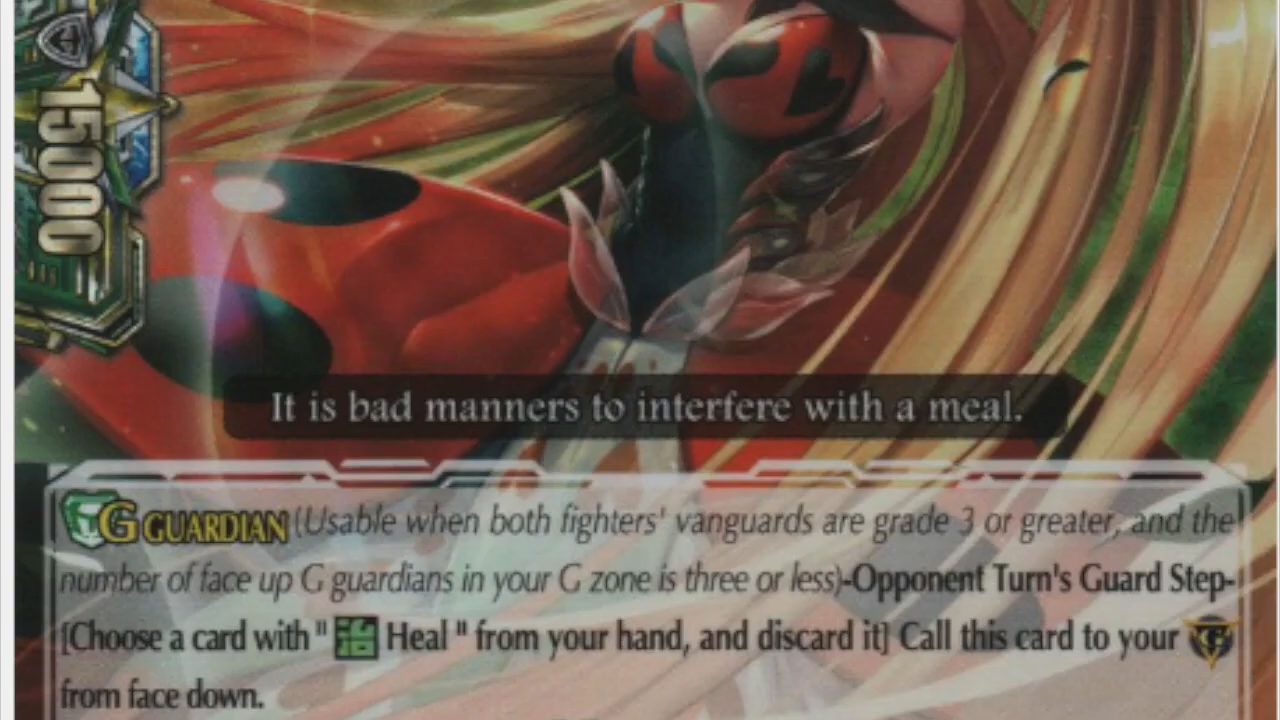 15000
It is bad manners to interfere with a meal.
G GUARDIAN (Usable when both fighters' vanguards are grade 3 or greater, and the
number of face up G guardians in your G zone is three or less)-Opponent Turn's Guard Step-
[Choose a card with " Heal " from your hand, and discard it] Call this card to your
from face down.